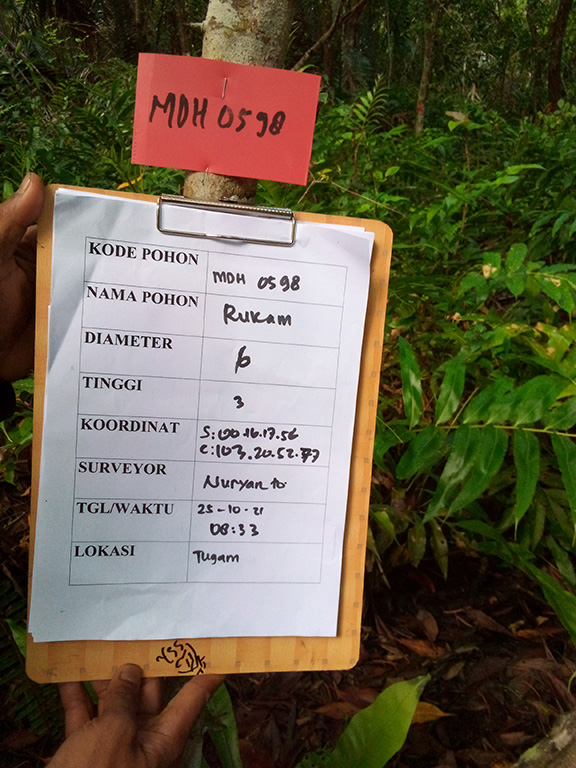 MDH 0598
KODE POHON MDH 0598
NAMA POHON Rukam
DIAMETER 6
TINGGI 3
KOORDINAT S:00.16.17.56
E:103.20.52.77
SURVEYOR Nuryanto
TGL/WAKTU 25-10-21
08:33
LOKASI Tugam